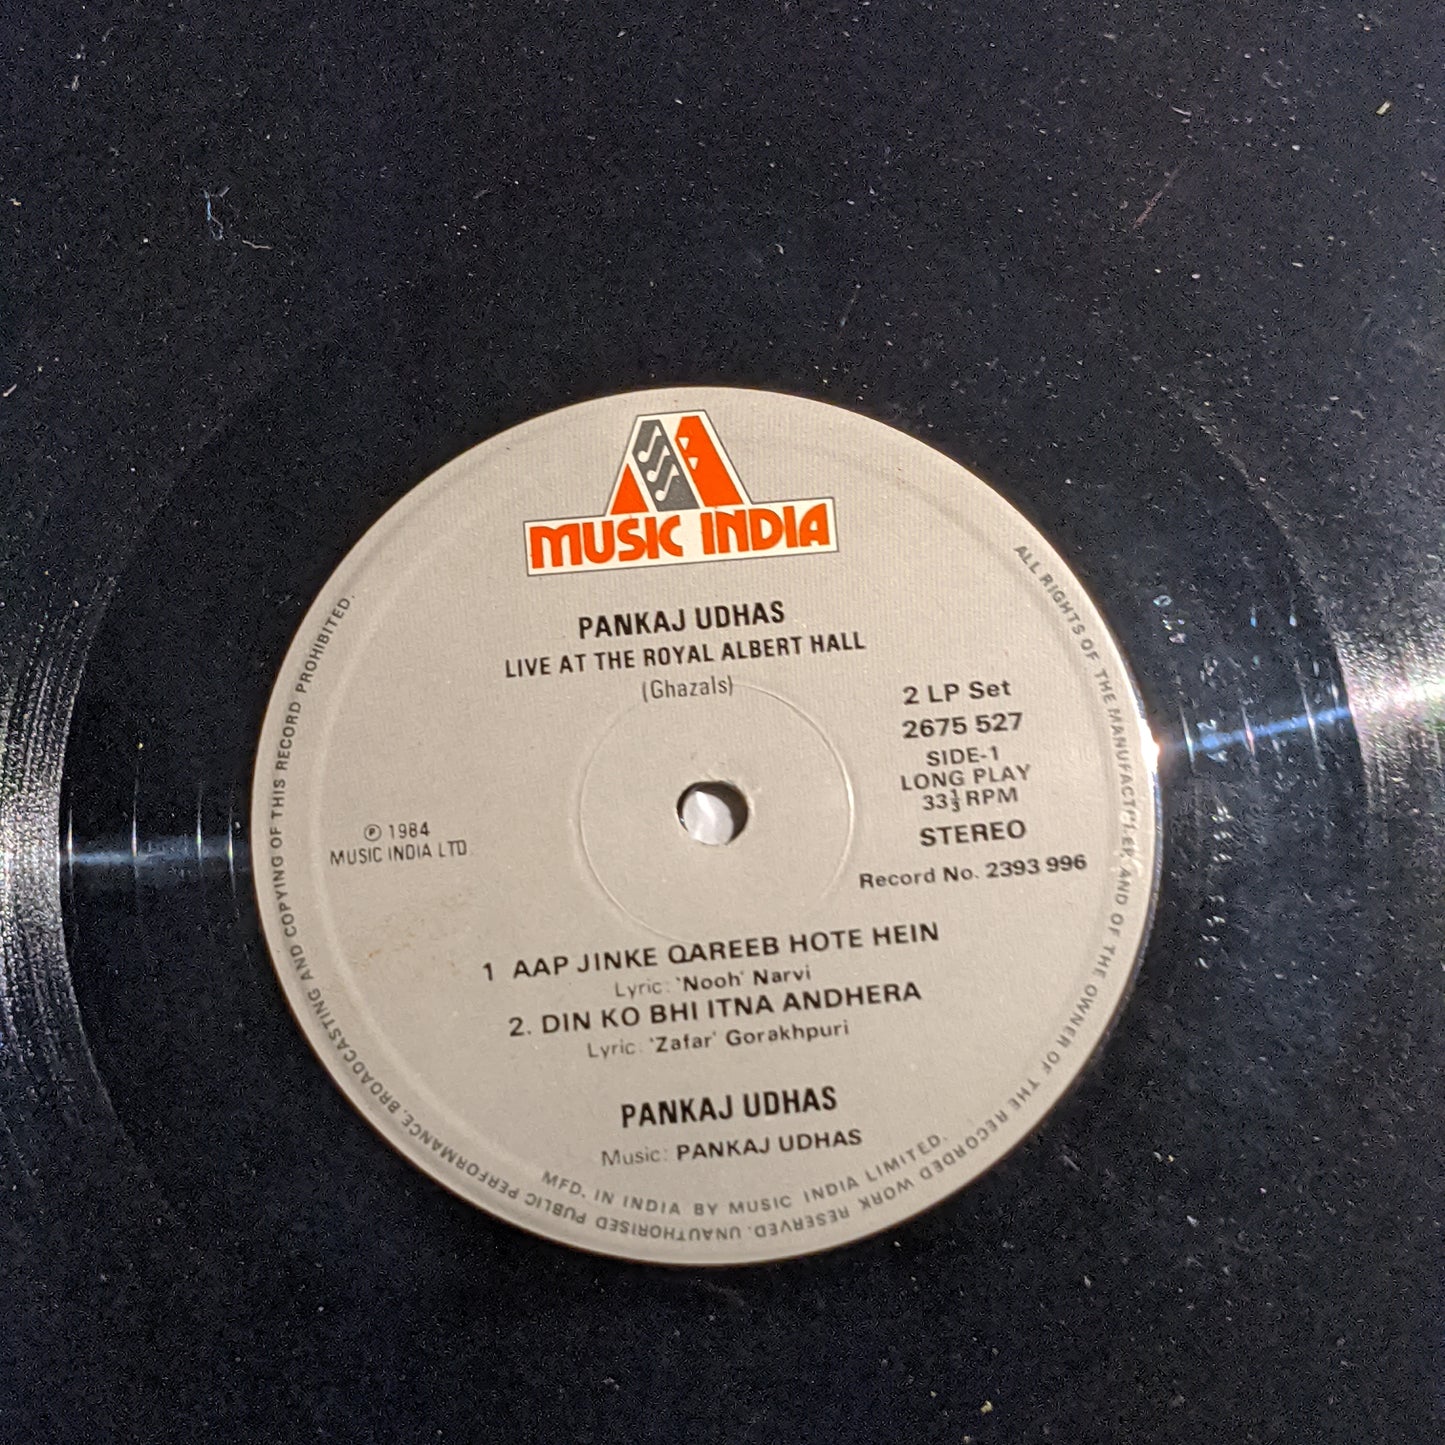 MUSIC INDIA
PANKAJ UDHAS
LIVE AT THE ROYAL ALBERT HALL
(Ghazals)
2 LP Set
2675 527
SIDE-1
LONG PLAY
33⅓ RPM
STEREO
Record No. 2393 996
℗ 1984
MUSIC INDIA LTD.
1 AAP JINKE QAREEB HOTE HEIN
Lyric: 'Nooh' Narvi
2. DIN KO BHI ITNA ANDHERA
Lyric: 'Zafar' Gorakhpuri
PANKAJ UDHAS
Music: PANKAJ UDHAS
MFD. IN INDIA BY MUSIC INDIA LIMITED.
ALL RIGHTS OF THE MANUFACTURER AND OF THE OWNER OF THE RECORDED WORK RESERVED. UNAUTHORISED PUBLIC PERFORMANCE, BROADCASTING AND COPYING OF THIS RECORD PROHIBITED.